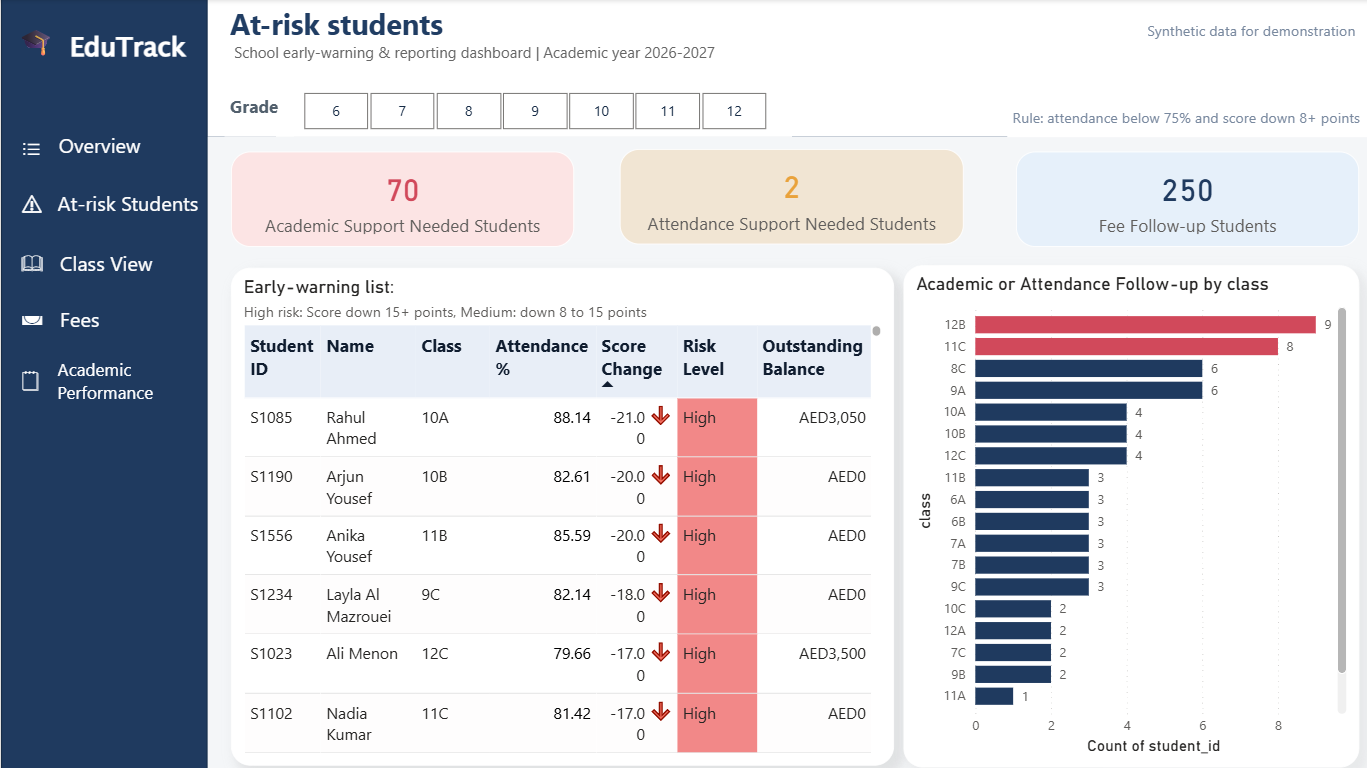 EduTrack
Overview
At-risk Students
Class View
Fees
Academic
Performance
At-risk students
School early-warning & reporting dashboard | Academic year 2026-2027
Synthetic data for demonstration
Grade
6 7 8 9 10 11 12
Rule: attendance below 75% and score down 8+ points
70
Academic Support Needed Students
2
Attendance Support Needed Students
250
Fee Follow-up Students
Early-warning list:
High risk: Score down 15+ points, Medium: down 8 to 15 points
Student Name Class Attendance Score Risk Outstanding
ID % Change Level Balance
S1085 Rahul 10A 88.14 -21.0 High AED3,050
Ahmed 0
S1190 Arjun 10B 82.61 -20.0 High AED0
Yousef 0
S1556 Anika 11B 85.59 -20.0 High AED0
Yousef 0
S1234 Layla Al 9C 82.14 -18.0 High AED0
Mazrouei 0
S1023 Ali Menon 12C 79.66 -17.0 High AED3,500
0
S1102 Nadia 11C 81.42 -17.0 High AED0
Kumar 0
Academic or Attendance Follow-up by class
class
12B 9
11C 8
8C 6
9A 6
10A 4
10B 4
12C 4
11B 3
6A 3
6B 3
7A 3
7B 3
9C 3
10C 2
12A 2
7C 2
9B 2
11A 1
0 2 4 6 8
Count of student_id